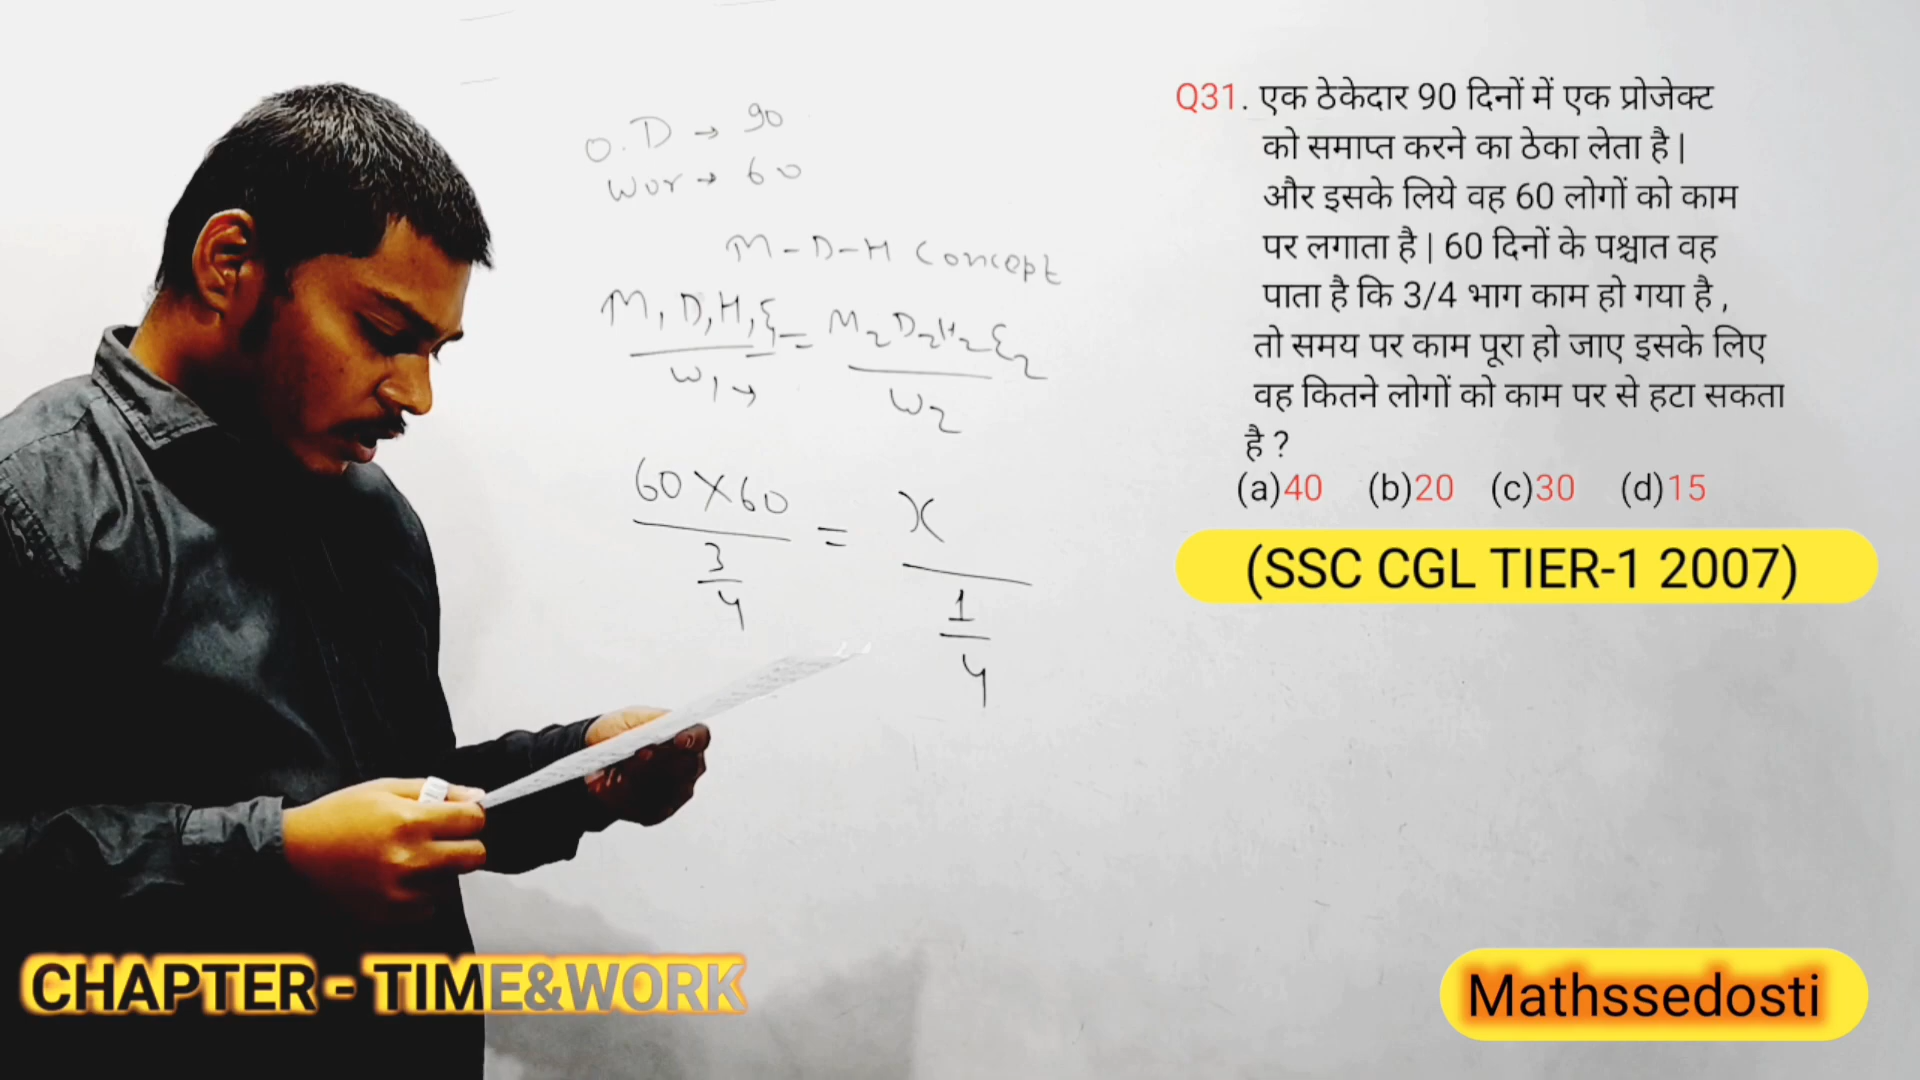 O.D → 90
Wor → 60
M-D-H Concept
M1D1H1E1 = M2D2H2E2
W1 → W2
60 X 60 = x
3 1
4 4
Q31. एक ठेकेदार 90 दिनों में एक प्रोजेक्ट
को समाप्त करने का ठेका लेता है |
और इसके लिये वह 60 लोगों को काम
पर लगाता है | 60 दिनों के पश्चात वह
पाता है कि 3/4 भाग काम हो गया है ,
तो समय पर काम पूरा हो जाए इसके लिए
वह कितने लोगों को काम पर से हटा सकता
है ?
(a)40 (b)20 (c)30 (d)15
(SSC CGL TIER-1 2007)
CHAPTER - TIME&WORK
Mathssedosti